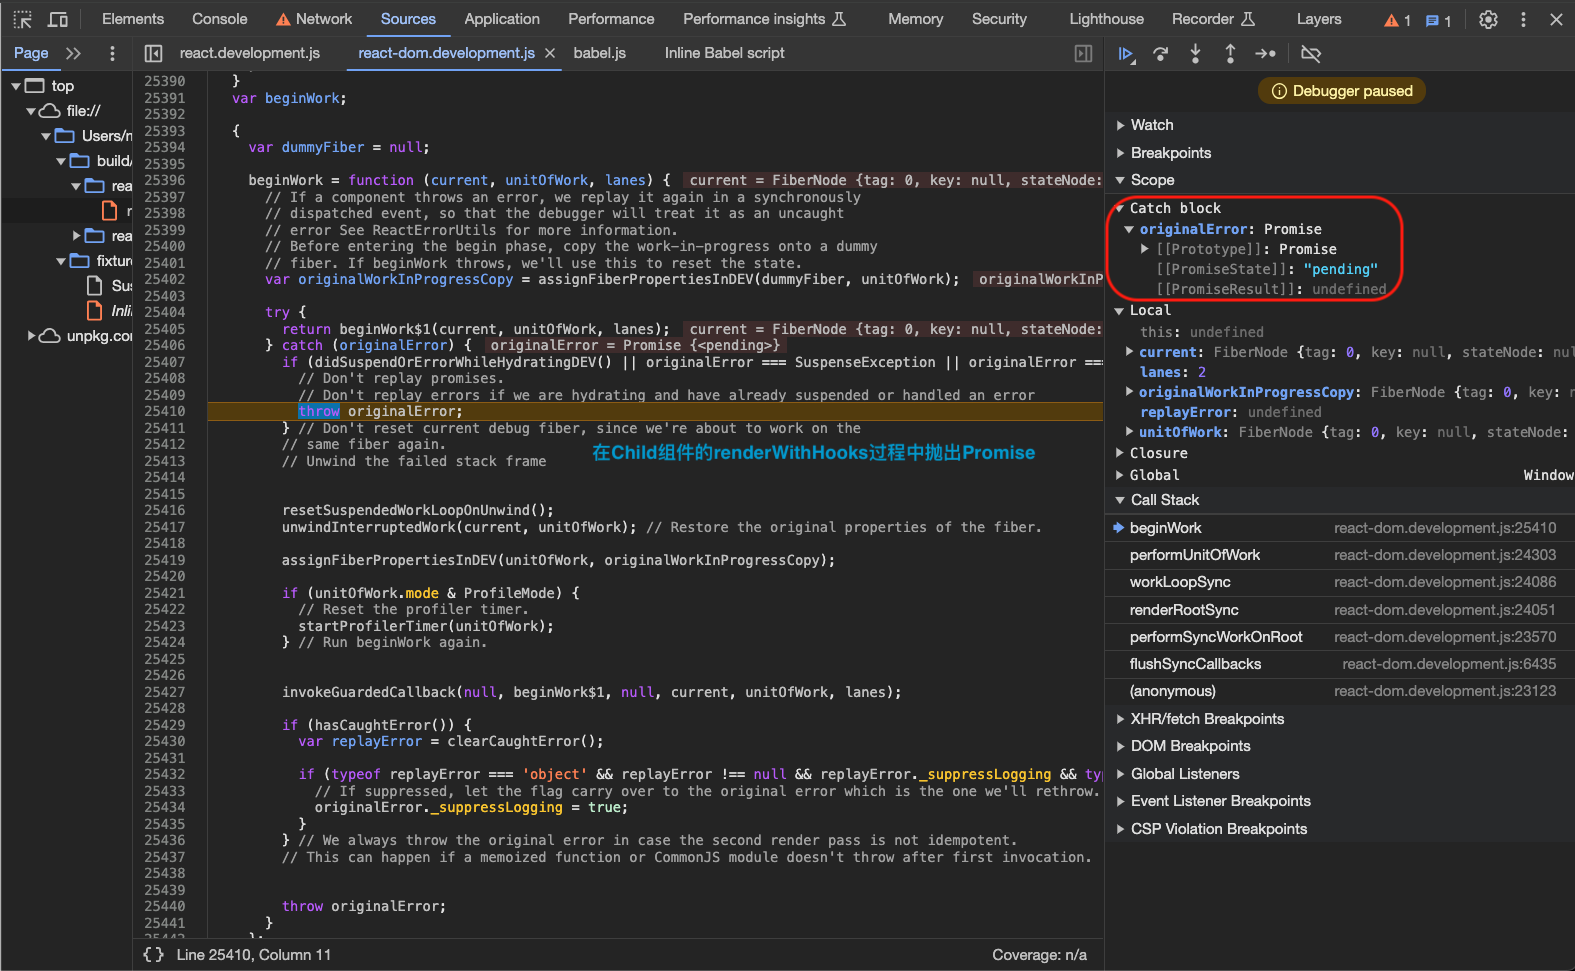 Elements Console Network Sources Application Performance Performance insights Memory Security Lighthouse Recorder Layers 1 1
Page react.development.js react-dom.development.js babel.js Inline Babel script
top
file://
Users/
build/
rea
rea
fixtur
Sus
Inli
unpkg.co
25390 }
25391 var beginWork;
25392
25393 {
25394 var dummyFiber = null;
25395
25396 beginWork = function (current, unitOfWork, lanes) { current = FiberNode {tag: 0, key: null, stateNode:
25397 // If a component throws an error, we replay it again in a synchronously
25398 // dispatched event, so that the debugger will treat it as an uncaught
25399 // error See ReactErrorUtils for more information.
25400 // Before entering the begin phase, copy the work-in-progress onto a dummy
25401 // fiber. If beginWork throws, we'll use this to reset the state.
25402 var originalWorkInProgressCopy = assignFiberPropertiesInDEV(dummyFiber, unitOfWork); originalWorkInP
25403
25404 try {
25405 return beginWork$1(current, unitOfWork, lanes); current = FiberNode {tag: 0, key: null, stateNode:
25406 } catch (originalError) { originalError = Promise {<pending>}
25407 if (didSuspendOrErrorWhileHydratingDEV() || originalError === SuspenseException || originalError ===
25408 // Don't replay promises.
25409 // Don't replay errors if we are hydrating and have already suspended or handled an error
25410 throw originalError;
25411 } // Don't reset current debug fiber, since we're about to work on the
25412 // same fiber again.
在Child组件的renderWithHooks过程中抛出Promise
25413 // Unwind the failed stack frame
25414
25415
25416 resetSuspendedWorkLoopOnUnwind();
25417 unwindInterruptedWork(current, unitOfWork); // Restore the original properties of the fiber.
25418
25419 assignFiberPropertiesInDEV(unitOfWork, originalWorkInProgressCopy);
25420
25421 if (unitOfWork.mode & ProfileMode) {
25422 // Reset the profiler timer.
25423 startProfilerTimer(unitOfWork);
25424 } // Run beginWork again.
25425
25426
25427 invokeGuardedCallback(null, beginWork$1, null, current, unitOfWork, lanes);
25428
25429 if (hasCaughtError()) {
25430 var replayError = clearCaughtError();
25431
25432 if (typeof replayError === 'object' && replayError !== null && replayError._suppressLogging && ty
25433 // If suppressed, let the flag carry over to the original error which is the one we'll rethrow.
25434 originalError._suppressLogging = true;
25435 }
25436 } // We always throw the original error in case the second render pass is not idempotent.
25437 // This can happen if a memoized function or CommonJS module doesn't throw after first invocation.
25438
25439
25440 throw originalError;
25441 }
{} Line 25410, Column 11 Coverage: n/a
Debugger paused
Watch
Breakpoints
Scope
Catch block
originalError: Promise
[[Prototype]]: Promise
[[PromiseState]]: "pending"
[[PromiseResult]]: undefined
Local
this: undefined
current: FiberNode {tag: 0, key: null, stateNode: nul
lanes: 2
originalWorkInProgressCopy: FiberNode {tag: 0, key: n
replayError: undefined
unitOfWork: FiberNode {tag: 0, key: null, stateNode:
Closure
Global Window
Call Stack
beginWork react-dom.development.js:25410
performUnitOfWork react-dom.development.js:24303
workLoopSync react-dom.development.js:24086
renderRootSync react-dom.development.js:24051
performSyncWorkOnRoot react-dom.development.js:23570
flushSyncCallbacks react-dom.development.js:6435
(anonymous) react-dom.development.js:23123
XHR/fetch Breakpoints
DOM Breakpoints
Global Listeners
Event Listener Breakpoints
CSP Violation Breakpoints